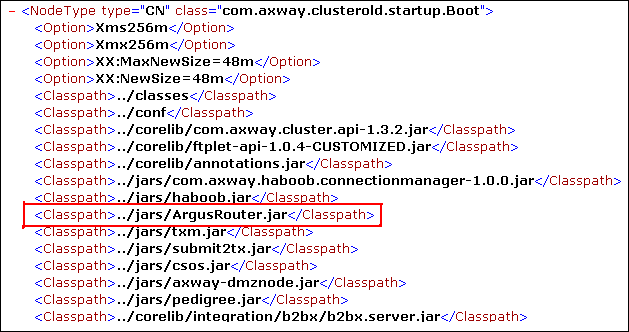 – <NodeType type="CN" class="com.axway.clusterold.startup.Boot">
<Option>Xms256m</Option>
<Option>Xmx256m</Option>
<Option>XX:MaxNewSize=48m</Option>
<Option>XX:NewSize=48m</Option>
<Classpath>../classes</Classpath>
<Classpath>../conf</Classpath>
<Classpath>../corelib/com.axway.cluster.api-1.3.2.jar</Classpath>
<Classpath>../corelib/ftplet-api-1.0.4-CUSTOMIZED.jar</Classpath>
<Classpath>../corelib/annotations.jar</Classpath>
<Classpath>../jars/com.axway.haboob.connectionmanager-1.0.0.jar</Classpath>
<Classpath>../jars/haboob.jar</Classpath>
<Classpath>../jars/ArgusRouter.jar</Classpath>
<Classpath>../jars/txm.jar</Classpath>
<Classpath>../jars/submit2tx.jar</Classpath>
<Classpath>../jars/csos.jar</Classpath>
<Classpath>../jars/axway-dmznode.jar</Classpath>
<Classpath>../jars/pedigree.jar</Classpath>
<Classpath>../corelib/integration/b2bx/b2bx.server.jar</Classpath>